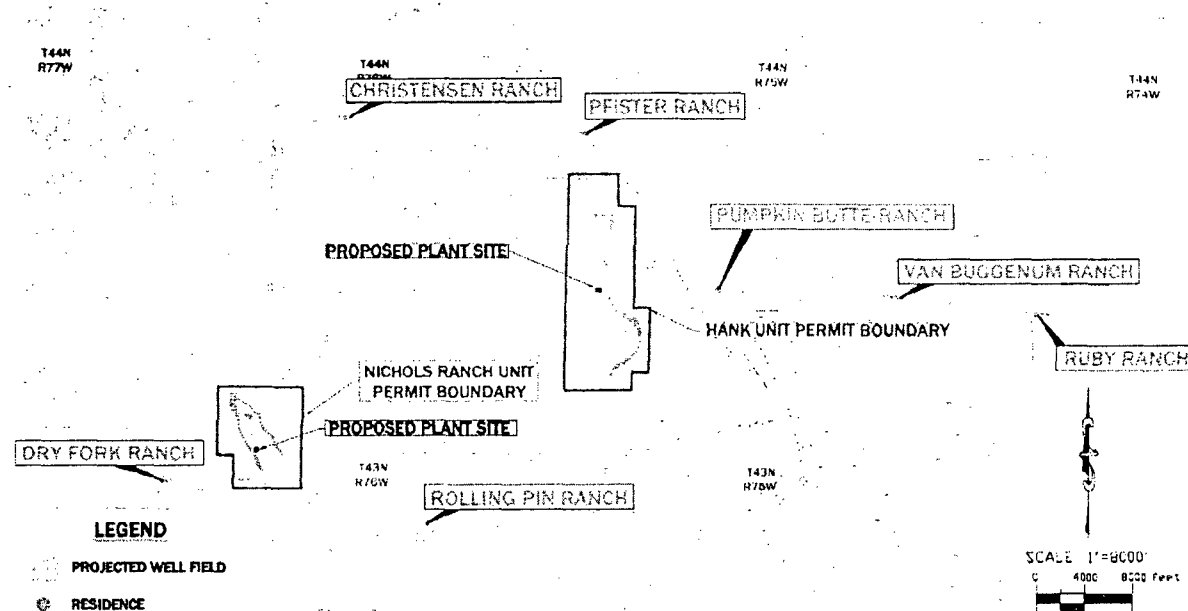 T44N
R77W
T44N
R76W
T44N
R75W
T44N
R74W
CHRISTENSEN RANCH
PFISTER RANCH
PUMPKIN BUTTE RANCH
PROPOSED PLANT SITE
VAN BUGGENUM RANCH
HANK UNIT PERMIT BOUNDARY
RUBY RANCH
NICHOLS RANCH UNIT
PERMIT BOUNDARY
PROPOSED PLANT SITE
DRY FORK RANCH
T43N
R76W
T43N
R75W
ROLLING PIN RANCH
LEGEND
PROJECTED WELL FIELD
RESIDENCE
SCALE 1"=8000'
0 4000 8000 Feet